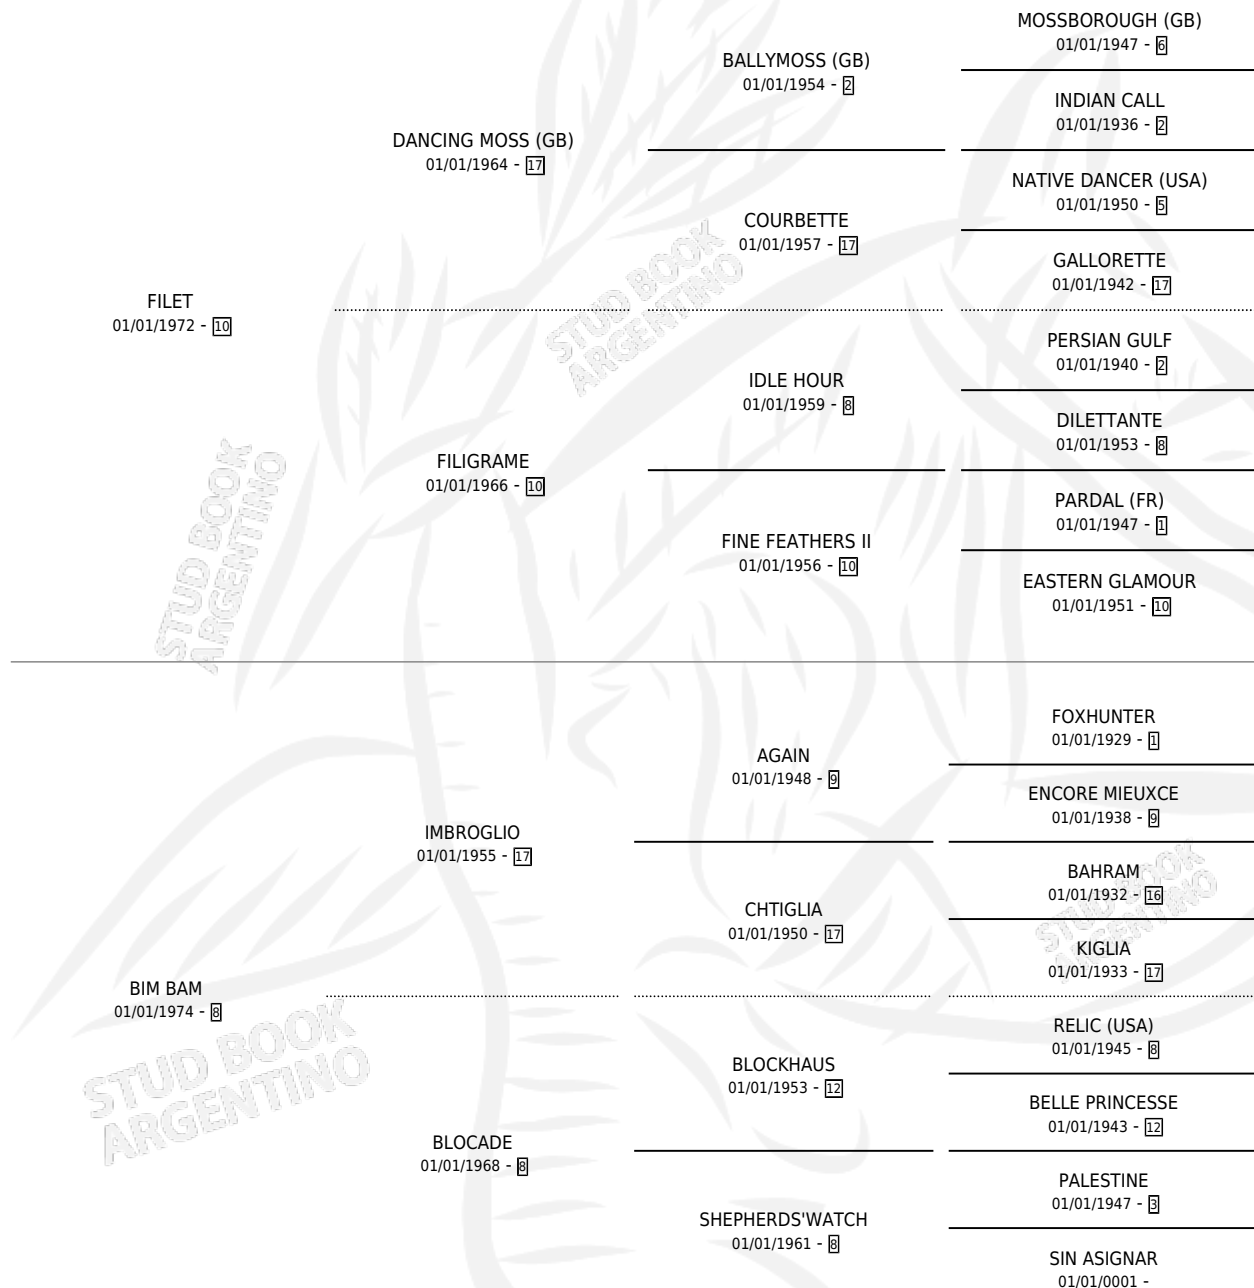 MOSSBOROUGH (GB)
01/01/1947 - 6
BALLYMOSS (GB)
01/01/1954 - 2
INDIAN CALL
01/01/1936 - 2
DANCING MOSS (GB)
01/01/1964 - 17
NATIVE DANCER (USA)
01/01/1950 - 5
COURBETTE
01/01/1957 - 17
GALLORETTE
01/01/1942 - 17
FILET
01/01/1972 - 10
PERSIAN GULF
01/01/1940 - 2
IDLE HOUR
01/01/1959 - 8
DILETTANTE
01/01/1953 - 8
FILIGRAME
01/01/1966 - 10
PARDAL (FR)
01/01/1947 - 1
FINE FEATHERS II
01/01/1956 - 10
EASTERN GLAMOUR
01/01/1951 - 10
FOXHUNTER
01/01/1929 - 1
AGAIN
01/01/1948 - 9
ENCORE MIEUXCE
01/01/1938 - 9
IMBROGLIO
01/01/1955 - 17
BAHRAM
01/01/1932 - 16
CHTIGLIA
01/01/1950 - 17
KIGLIA
01/01/1933 - 17
BIM BAM
01/01/1974 - 8
RELIC (USA)
01/01/1945 - 8
BLOCKHAUS
01/01/1953 - 12
BELLE PRINCESSE
01/01/1943 - 12
BLOCADE
01/01/1968 - 8
PALESTINE
01/01/1947 - 3
SHEPHERDS'WATCH
01/01/1961 - 8
SIN ASIGNAR
01/01/0001 -
STUD BOOK
ARGENTINO
STUD BOOK
ARGENTINO
STUD BOOK
ARGENTINO
STUD BOOK
ARGENTINO